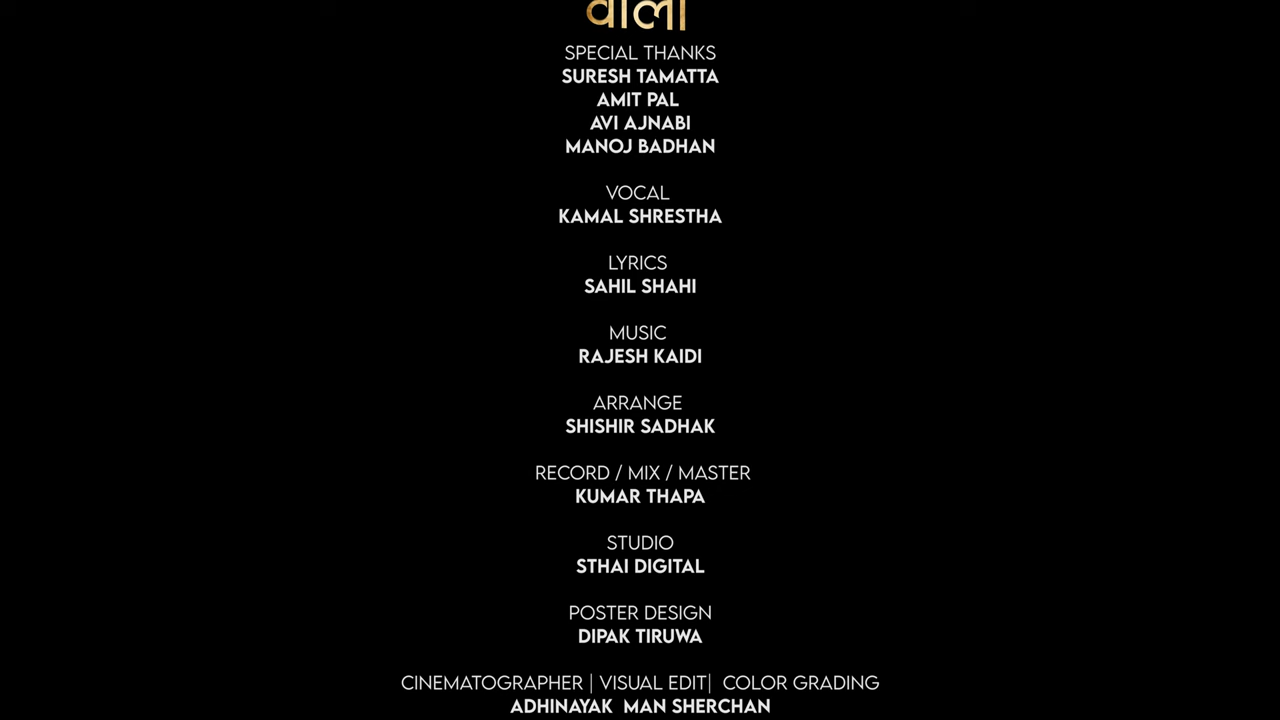 वाली
SPECIAL THANKS
SURESH TAMATTA
AMIT PAL
AVI AJNABI
MANOJ BADHAN
VOCAL
KAMAL SHRESTHA
LYRICS
SAHIL SHAHI
MUSIC
RAJESH KAIDI
ARRANGE
SHISHIR SADHAK
RECORD / MIX / MASTER
KUMAR THAPA
STUDIO
STHAI DIGITAL
POSTER DESIGN
DIPAK TIRUWA
CINEMATOGRAPHER | VISUAL EDIT| COLOR GRADING
ADHINAYAK MAN SHERCHAN